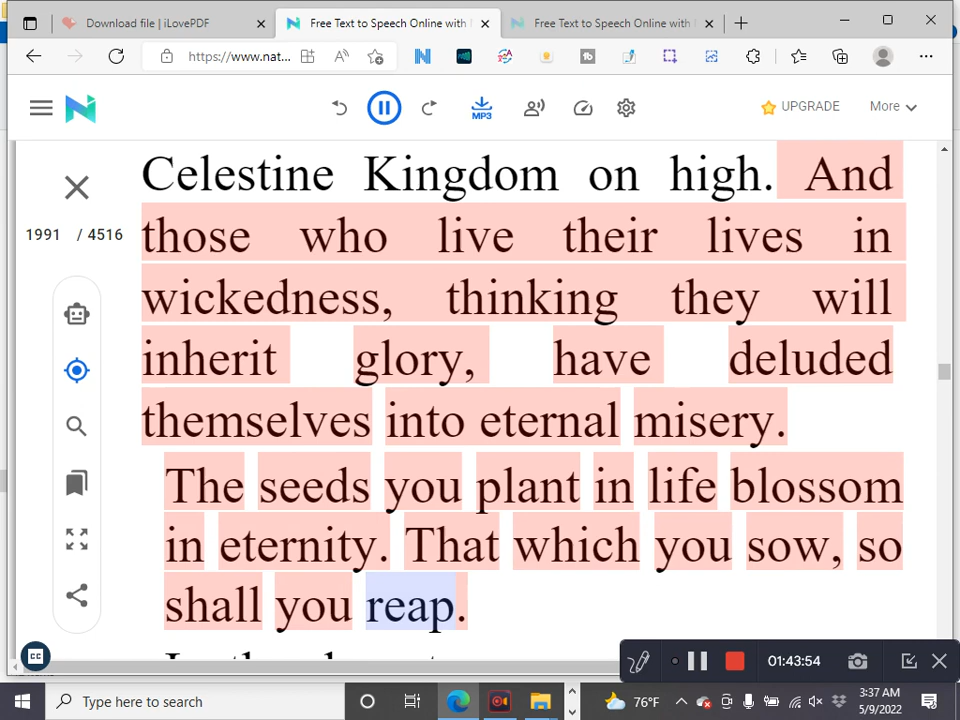 Download file | iLovePDF
Free Text to Speech Online with
Free Text to Speech Online with
https://www.nat...
MP3
UPGRADE
More
1991 / 4516
Celestine Kingdom on high. And
those who live their lives in
wickedness, thinking they will
inherit glory, have deluded
themselves into eternal misery.
The seeds you plant in life blossom
in eternity. That which you sow, so
shall you reap.
CC
01:43:54
Type here to search
76°F
3:37 AM
5/9/2022